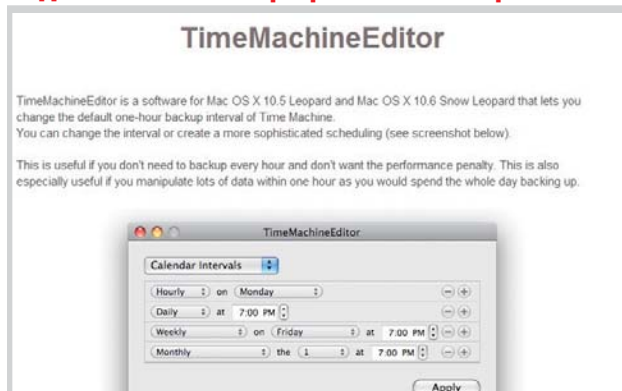 TimeMachineEditor
TimeMachineEditor is a software for Mac OS X 10.5 Leopard and Mac OS X 10.6 Snow Leopard that lets you
change the default one-hour backup interval of Time Machine.
You can change the interval or create a more sophisticated scheduling (see screenshot below).
This is useful if you don't need to backup every hour and don't want the performance penalty. This is also
especially useful if you manipulate lots of data within one hour as you would spend the whole day backing up.
TimeMachineEditor
Calendar Intervals
Hourly on Monday
Daily at 7:00 PM
Weekly on Friday at 7:00 PM
Monthly the 1 at 7:00 PM
Apply